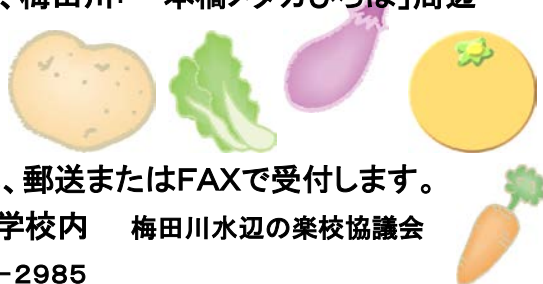 、梅田川・一本橋メダカひろば」周辺
、郵送またはFAXで受付します。
学校内　梅田川水辺の楽校協議会
-2985